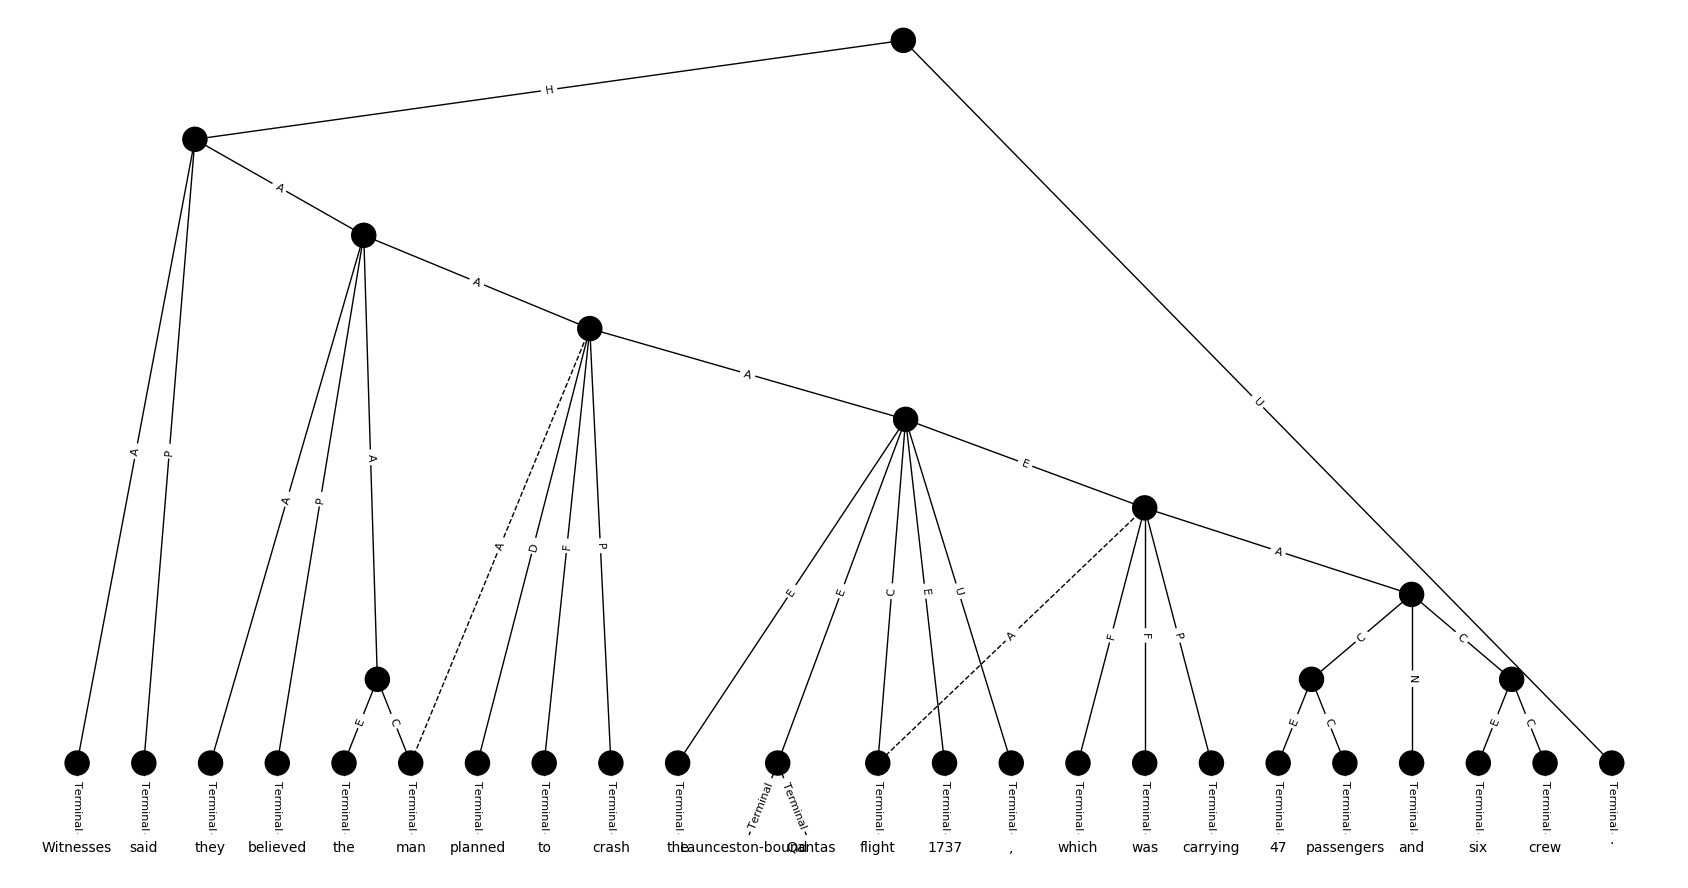 H
A
A
A
A P
A
E
A P A
A D F P
E E C E U
A
A
F F P
U
C N C
E C
E C E C
Terminal Terminal Terminal Terminal Terminal Terminal Terminal Terminal Terminal Terminal Terminal Terminal Terminal Terminal Terminal Terminal Terminal Terminal Terminal Terminal Terminal Terminal Terminal Terminal
Witnesses said they believed the man planned to crash the Launceston-bound Qantas flight 1737 , which was carrying 47 passengers and six crew .